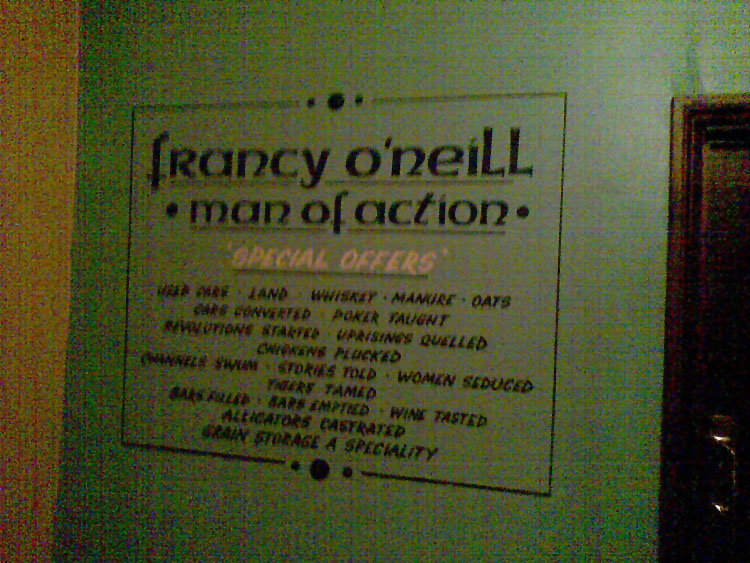 francy o'neill
• man of action •
'SPECIAL OFFERS'
USED CARS · LAND · WHISKEY · MANURE · OATS
CARS CONVERTED · POKER TAUGHT
REVOLUTIONS STARTED UPRISINGS QUELLED
CHICKENS PLUCKED
CHANNELS SWUM · STORIES TOLD · WOMEN SEDUCED
TIGERS TAMED
BARS FILLED · BARS EMPTIED · WINE TASTED
ALLIGATORS CASTRATED
GRAIN STORAGE A SPECIALITY